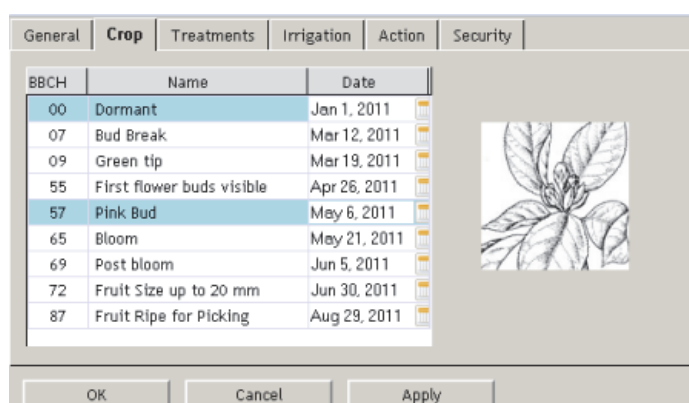 General Crop Treatments Irrigation Action Security
BBCH Name Date
00 Dormant Jan 1, 2011
07 Bud Break Mar 12, 2011
09 Green tip Mar 19, 2011
55 First flower buds visible Apr 26, 2011
57 Pink Bud May 6, 2011
65 Bloom May 21, 2011
69 Post bloom Jun 5, 2011
72 Fruit Size up to 20 mm Jun 30, 2011
87 Fruit Ripe for Picking Aug 29, 2011
OK Cancel Apply